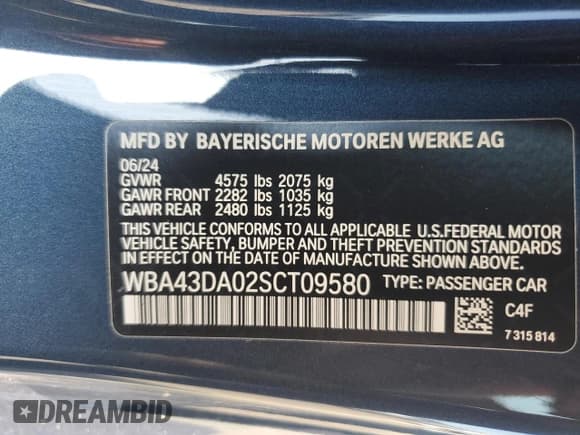 MFD BY BAYERISCHE MOTOREN WERKE AG
06/24
GVWR 4575 lbs 2075 kg
GAWR FRONT 2282 lbs 1035 kg
GAWR REAR 2480 lbs 1125 kg
THIS VEHICLE CONFORMS TO ALL APPLICABLE U.S.FEDERAL MOTOR
VEHICLE SAFETY, BUMPER AND THEFT PREVENTION STANDARDS
IN EFFECT ON THE DATE OF MANUFACTURE SHOWN ABOVE.
WBA43DA02SCT09580 TYPE: PASSENGER CAR
C4F
7 315 814
DREAMBID